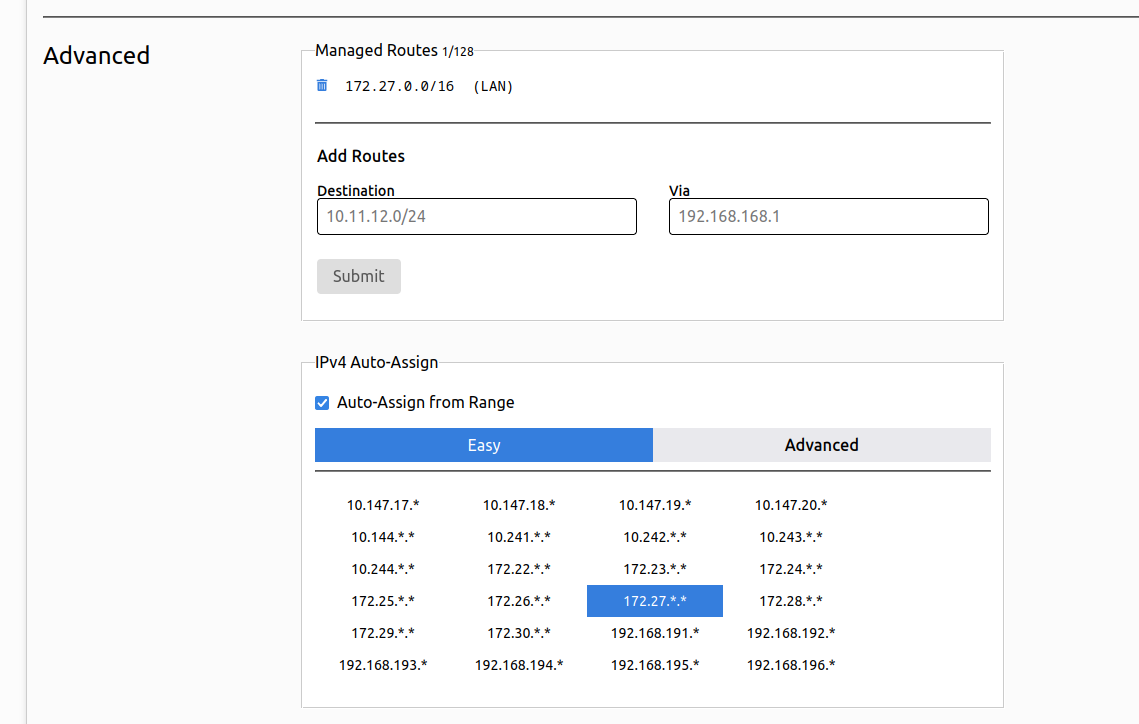 Advanced
Managed Routes 1/128
172.27.0.0/16 (LAN)
Add Routes
Destination Via
10.11.12.0/24 192.168.168.1
Submit
IPv4 Auto-Assign
Auto-Assign from Range
Easy Advanced
10.147.17.* 10.147.18.* 10.147.19.* 10.147.20.*
10.144.*.* 10.241.*.* 10.242.*.* 10.243.*.*
10.244.*.* 172.22.*.* 172.23.*.* 172.24.*.*
172.25.*.* 172.26.*.* 172.27.*.* 172.28.*.*
172.29.*.* 172.30.*.* 192.168.191.* 192.168.192.*
192.168.193.* 192.168.194.* 192.168.195.* 192.168.196.*